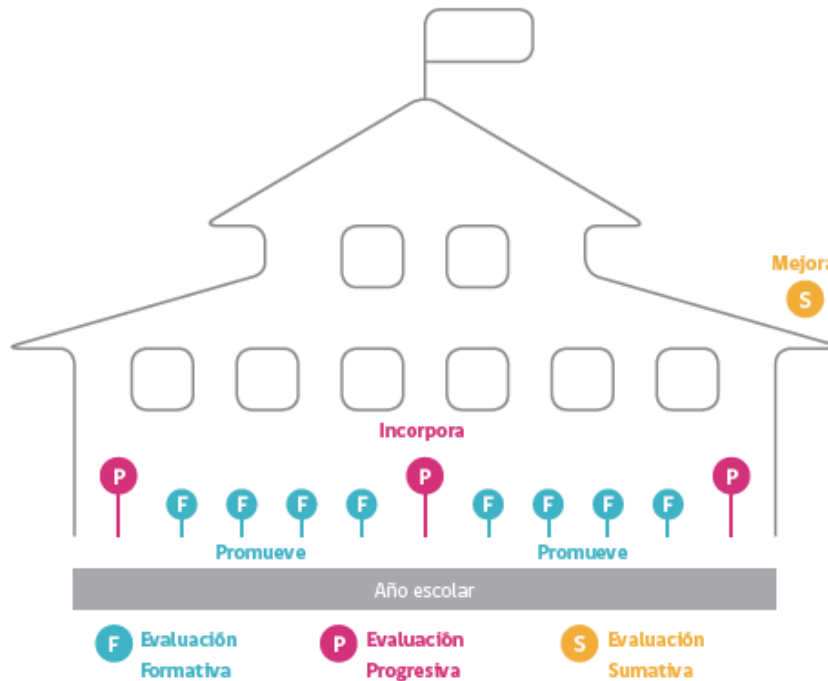 Mejora
S
Incorpora
P P P
F F F F F F F F
Promueve Promueve
Año escolar
F Evaluación Formativa
P Evaluación Progresiva
S Evaluación Sumativa